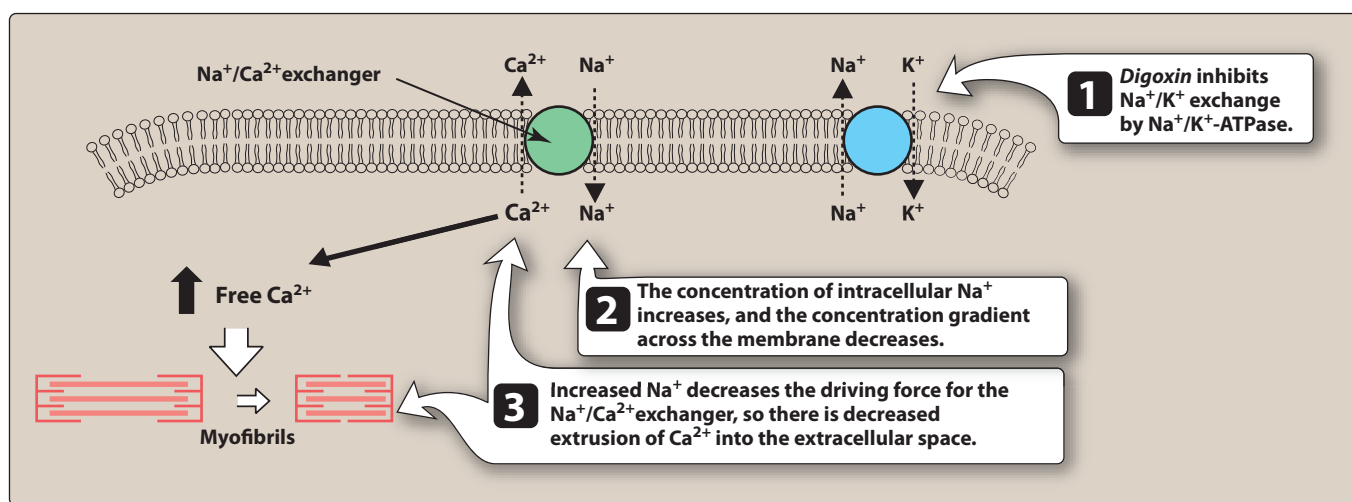 Na⁺/Ca²⁺exchanger
Ca²⁺
Na⁺
Na⁺
K⁺
1
Digoxin inhibits
Na⁺/K⁺ exchange
by Na⁺/K⁺-ATPase.
Ca²⁺
Na⁺
Na⁺
K⁺
Free Ca²⁺
2
The concentration of intracellular Na⁺
increases, and the concentration gradient
across the membrane decreases.
3
Increased Na⁺ decreases the driving force for the
Na⁺/Ca²⁺exchanger, so there is decreased
extrusion of Ca²⁺ into the extracellular space.
Myofibrils